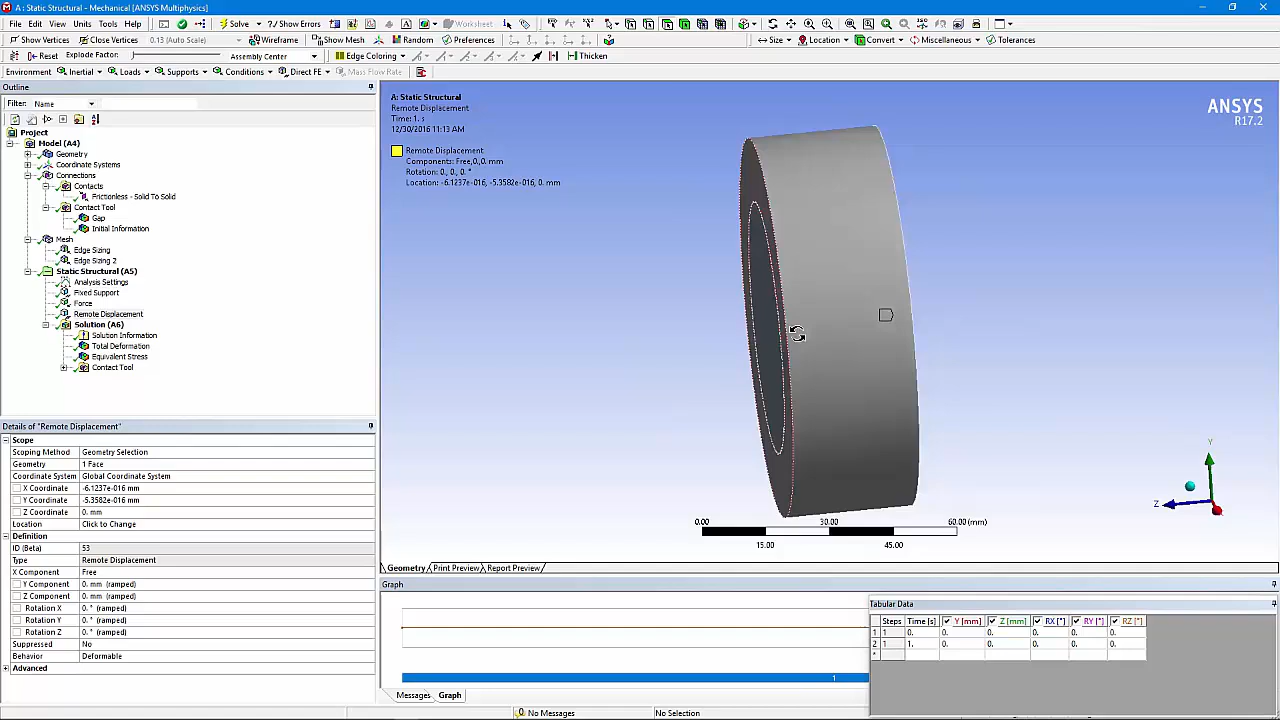 A : Static Structural - Mechanical [ANSYS Multiphysics]
File Edit View Units Tools Help Solve ?/ Show Errors Worksheet
Show Vertices Close Vertices 0.13 (Auto Scale) Wireframe Show Mesh Random Preferences Size Location Convert Miscellaneous Tolerances
Reset Explode Factor: Assembly Center Edge Coloring Thicken
Environment Inertial Loads Supports Conditions Direct FE Mass Flow Rate
Outline
Filter: Name
Project
Model (A4)
Geometry
Coordinate Systems
Connections
Contacts
Frictionless - Solid To Solid
Contact Tool
Gap
Initial Information
Mesh
Edge Sizing
Edge Sizing 2
Static Structural (A5)
Analysis Settings
Fixed Support
Force
Remote Displacement
Solution (A6)
Solution Information
Total Deformation
Equivalent Stress
Contact Tool
Details of "Remote Displacement"
Scope
Scoping Method Geometry Selection
Geometry 1 Face
Coordinate System Global Coordinate System
X Coordinate -6.1237e-016 mm
Y Coordinate -5.3582e-016 mm
Z Coordinate 0. mm
Location Click to Change
Definition
ID (Beta) 53
Type Remote Displacement
X Component Free
Y Component 0. mm (ramped)
Z Component 0. mm (ramped)
Rotation X 0. ° (ramped)
Rotation Y 0. ° (ramped)
Rotation Z 0. ° (ramped)
Suppressed No
Behavior Deformable
Advanced
A: Static Structural
Remote Displacement
Time: 1. s
12/30/2016 11:13 AM
Remote Displacement
Components: Free,0.,0. mm
Rotation: 0., 0., 0. °
Location: -6.1237e-016, -5.3582e-016, 0. mm
ANSYS
R17.2
Y
Z
0.00 30.00 60.00 (mm)
15.00 45.00
Geometry Print Preview Report Preview
Graph
1
Messages Graph
Tabular Data
Steps Time [s] Y [mm] Z [mm] RX [°] RY [°] RZ [°]
1 1 0. 0. 0. 0. 0. 0.
2 1 1. 0. 0. 0. 0. 0.
*
No Messages No Selection